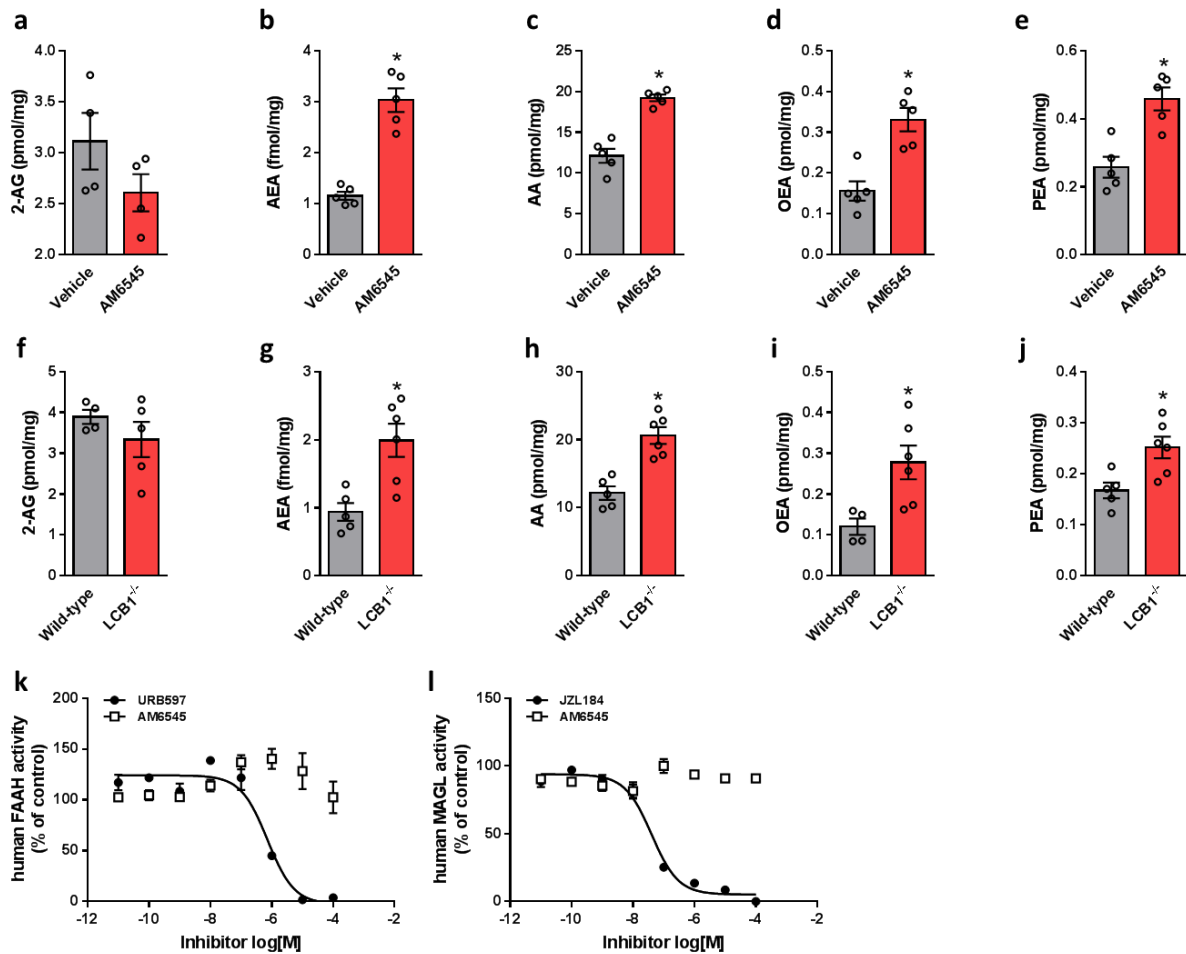 a
2-AG (pmol/mg)
4.0
3.5
3.0
2.5
2.0
Vehicle
AM6545
b
AEA (fmol/mg)
4
3
2
1
0
*
Vehicle
AM6545
c
AA (pmol/mg)
25
20
15
10
5
0
*
Vehicle
AM6545
d
OEA (pmol/mg)
0.5
0.4
0.3
0.2
0.1
0.0
*
Vehicle
AM6545
e
PEA (pmol/mg)
0.6
0.4
0.2
0.0
*
Vehicle
AM6545
f
2-AG (pmol/mg)
5
4
3
2
1
0
Wild-type
LCB1-/-
g
AEA (fmol/mg)
3
2
1
0
*
Wild-type
LCB1-/-
h
AA (pmol/mg)
30
20
10
0
*
Wild-type
LCB1-/-
i
OEA (pmol/mg)
0.5
0.4
0.3
0.2
0.1
0.0
*
Wild-type
LCB1-/-
j
PEA (pmol/mg)
0.4
0.3
0.2
0.1
0.0
*
Wild-type
LCB1-/-
k
human FAAH activity
(% of control)
200
150
100
50
0
URB597
AM6545
-12
-10
-8
-6
-4
-2
Inhibitor log[M]
l
human MAGL activity
(% of control)
150
100
50
0
JZL184
AM6545
-12
-10
-8
-6
-4
-2
Inhibitor log[M]